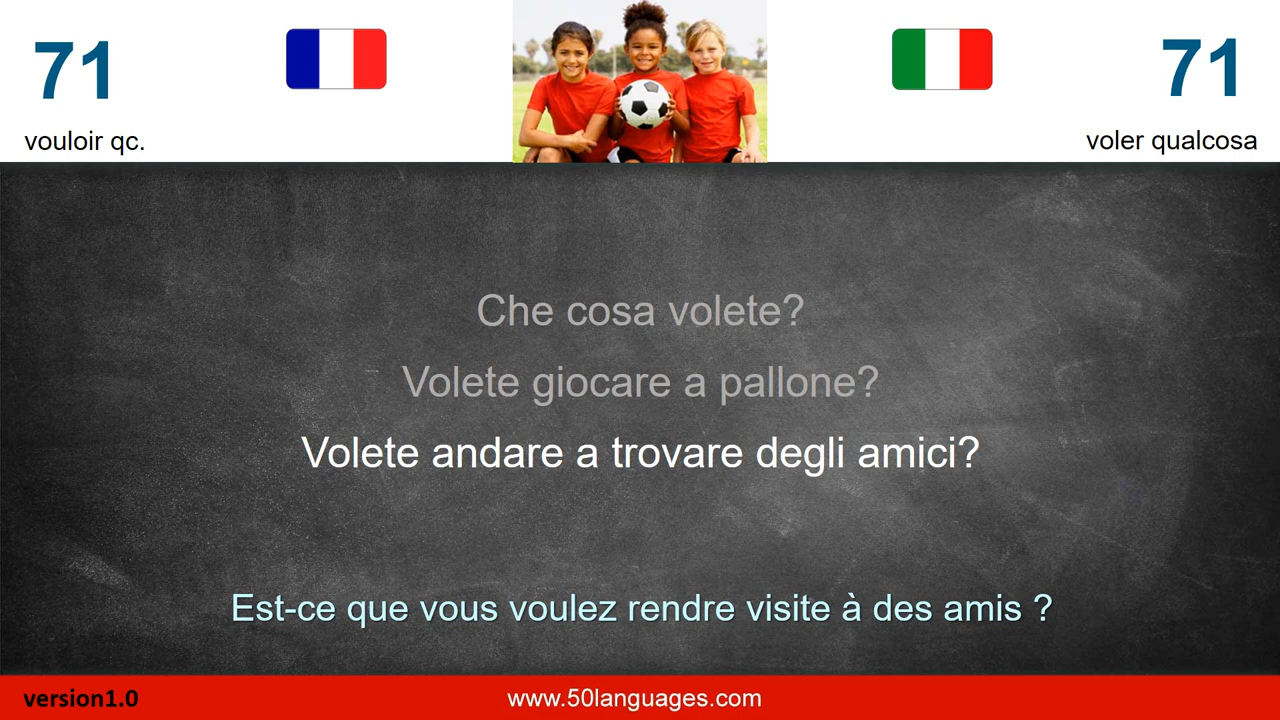 71
71
vouloir qc.
voler qualcosa
Che cosa volete?
Volete giocare a pallone?
Volete andare a trovare degli amici?
Est-ce que vous voulez rendre visite à des amis ?
version1.0
www.50languages.com